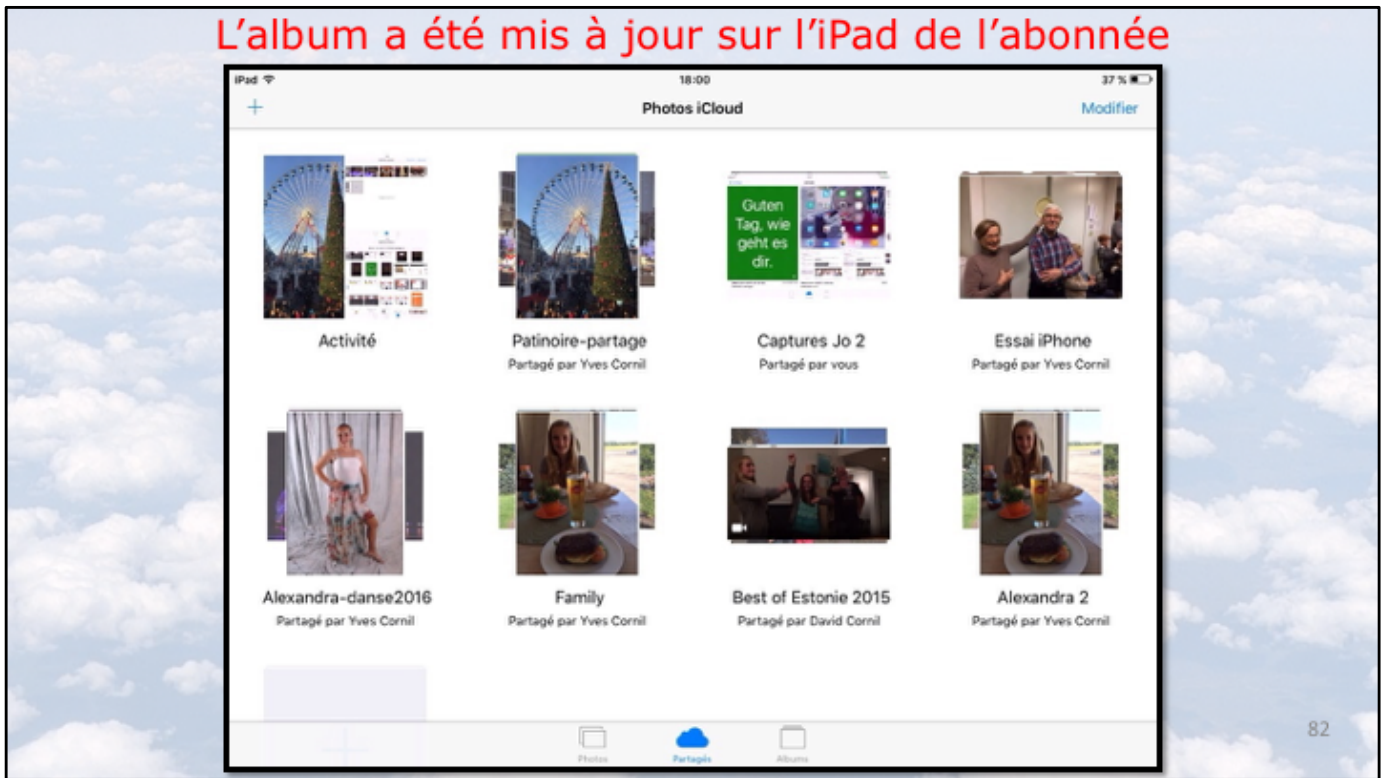 L'album a été mis à jour sur l'iPad de l'abonnée
iPad 18:00 37 %
+ Photos iCloud Modifier
Guten
Tag, wie
geht es
dir.
Activité Patinoire-partage Captures Jo 2 Essai iPhone
Partagé par Yves Cornil Partagé par vous Partagé par Yves Cornil
Alexandra-danse2016 Family Best of Estonie 2015 Alexandra 2
Partagé par Yves Cornil Partagé par Yves Cornil Partagé par David Cornil Partagé par Yves Cornil
Photos Partagés Albums
82